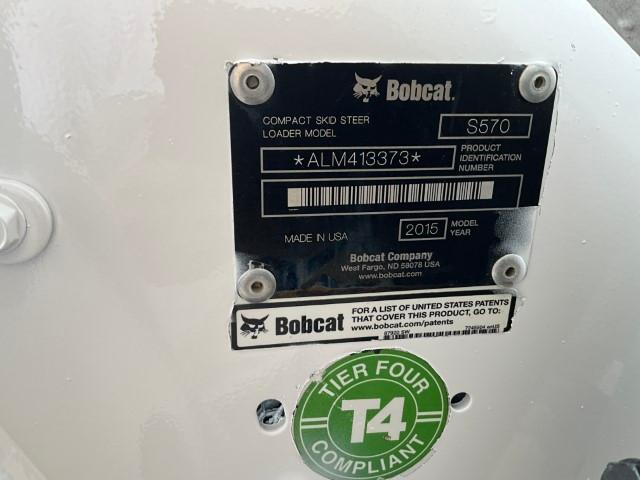 Bobcat.
COMPACT SKID STEER
LOADER MODEL
S570
*ALM413373*
PRODUCT
IDENTIFICATION
NUMBER
MADE IN USA
2015
MODEL
YEAR
Bobcat Company
West Fargo, ND 58078 USA
www.bobcat.com
Bobcat
FOR A LIST OF UNITED STATES PATENTS
THAT COVER THIS PRODUCT, GO TO:
www.bobcat.com/patents
TIER FOUR
T4
COMPLIANT